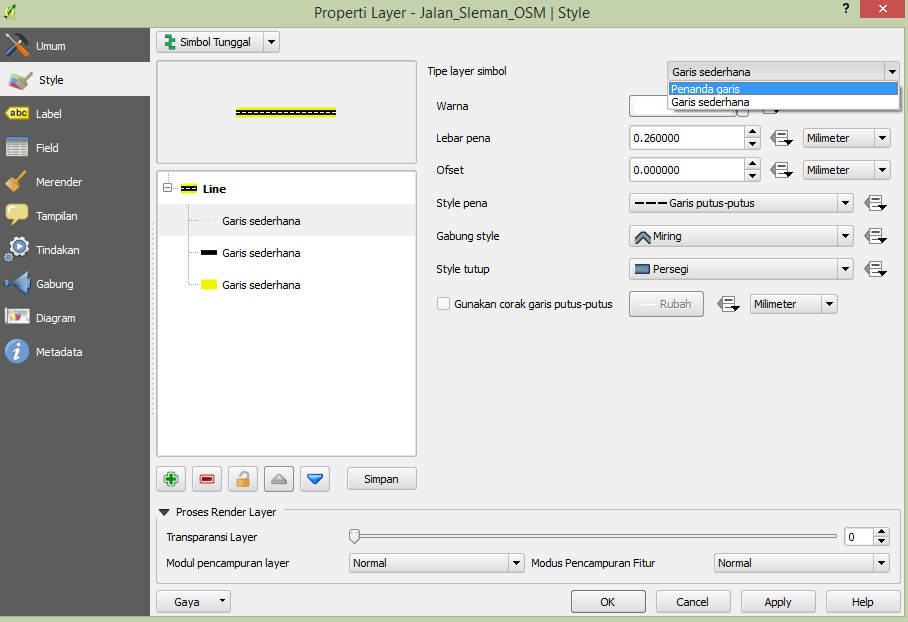 Properti Layer - Jalan_Sleman_OSM | Style
?
Umum
Style
abc Label
Field
Merender
Tampilan
Tindakan
Gabung
Diagram
Metadata
Simbol Tunggal
Line
Garis sederhana
Garis sederhana
Garis sederhana
Simpan
Tipe layer simbol
Garis sederhana
Penanda garis
Garis sederhana
Warna
Lebar pena 0.260000 Milimeter
Ofset 0.000000 Milimeter
Style pena Garis putus-putus
Gabung style Miring
Style tutup Persegi
Gunakan corak garis putus-putus Rubah Milimeter
Proses Render Layer
Transparansi Layer 0
Modul pencampuran layer Normal Modus Pencampuran Fitur Normal
Gaya OK Cancel Apply Help